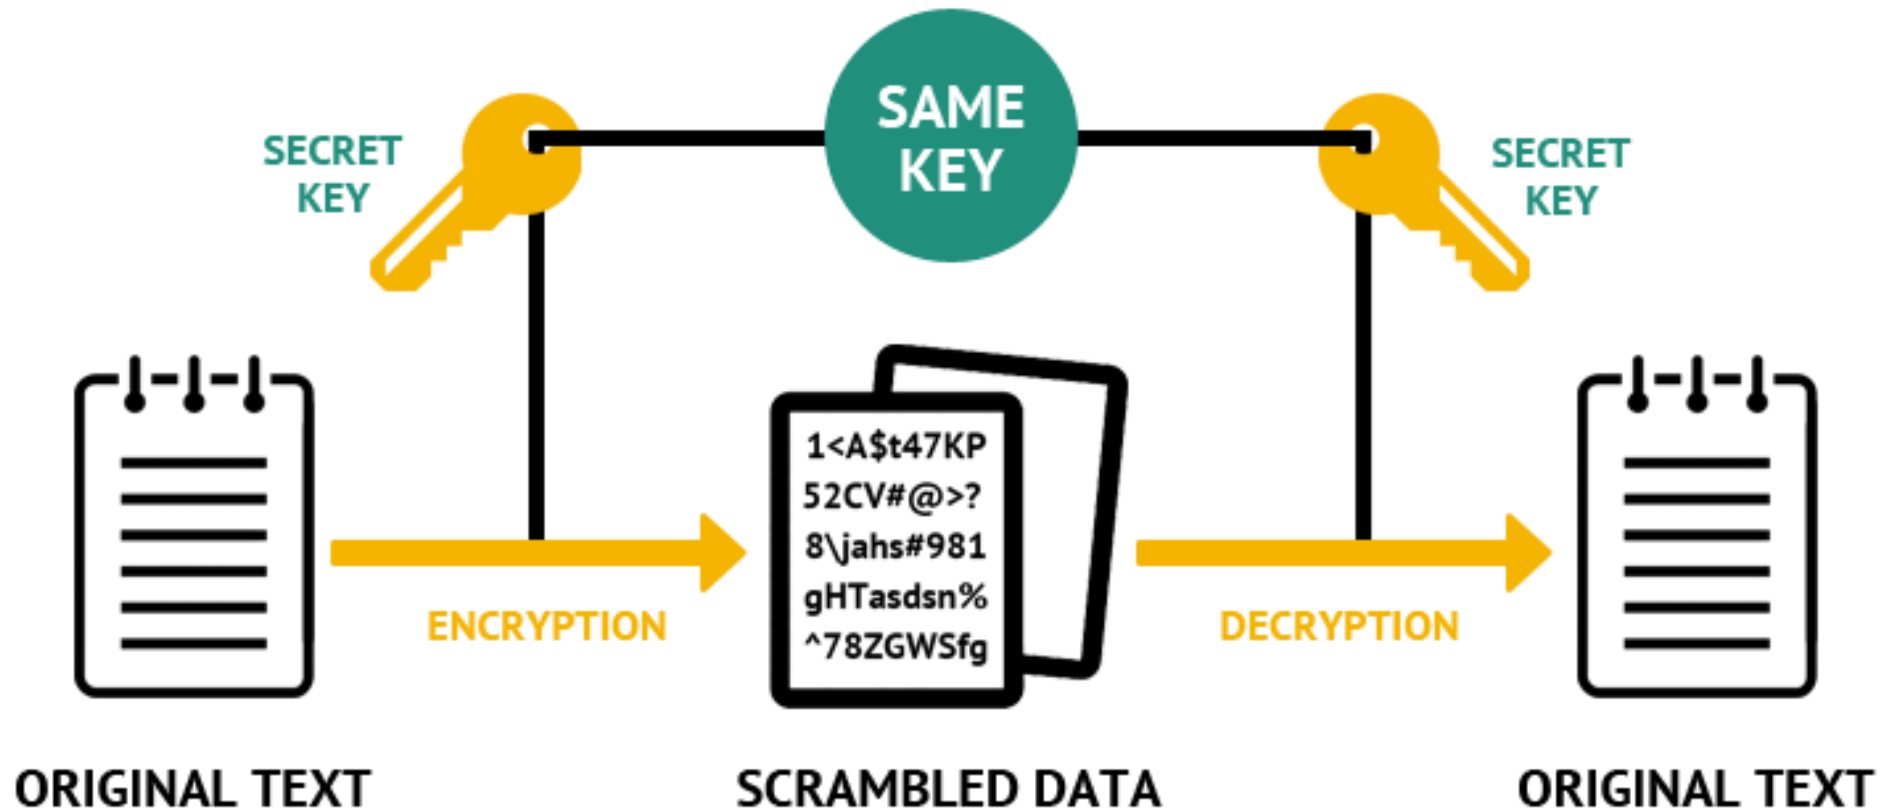 SAME
KEY
SECRET
KEY
SECRET
KEY
1<A$t47KP
52CV#@>?
8\jahs#981
gHTasdsn%
^78ZGWSfg
ENCRYPTION
DECRYPTION
ORIGINAL TEXT
SCRAMBLED DATA
ORIGINAL TEXT